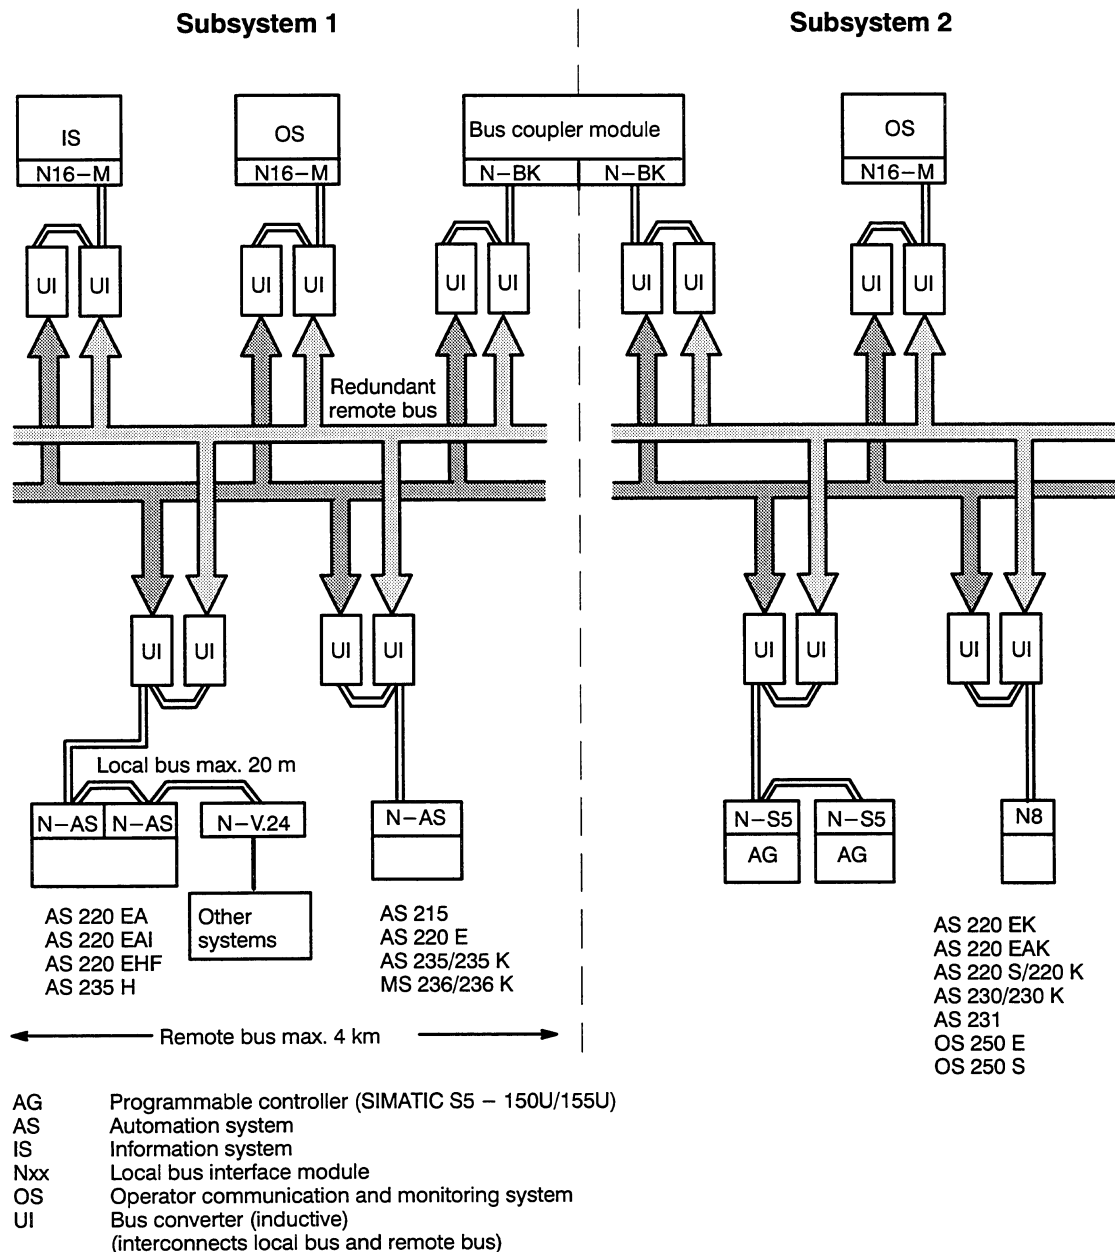 Subsystem 1
Subsystem 2
IS
N16–M
OS
N16–M
Bus coupler module
N–BK
N–BK
OS
N16–M
UI
UI
UI
UI
UI
UI
UI
UI
UI
UI
Redundant
remote bus
UI
UI
UI
UI
UI
UI
UI
UI
Local bus max. 20 m
N–AS
N–AS
N–V.24
N–AS
N–S5
N–S5
N8
AG
AG
Other
systems
AS 220 EA
AS 220 EAI
AS 220 EHF
AS 235 H
AS 215
AS 220 E
AS 235/235 K
MS 236/236 K
AS 220 EK
AS 220 EAK
AS 220 S/220 K
AS 230/230 K
AS 231
OS 250 E
OS 250 S
Remote bus max. 4 km
AG Programmable controller (SIMATIC S5 – 150U/155U)
AS Automation system
IS Information system
Nxx Local bus interface module
OS Operator communication and monitoring system
UI Bus converter (inductive)
(interconnects local bus and remote bus)